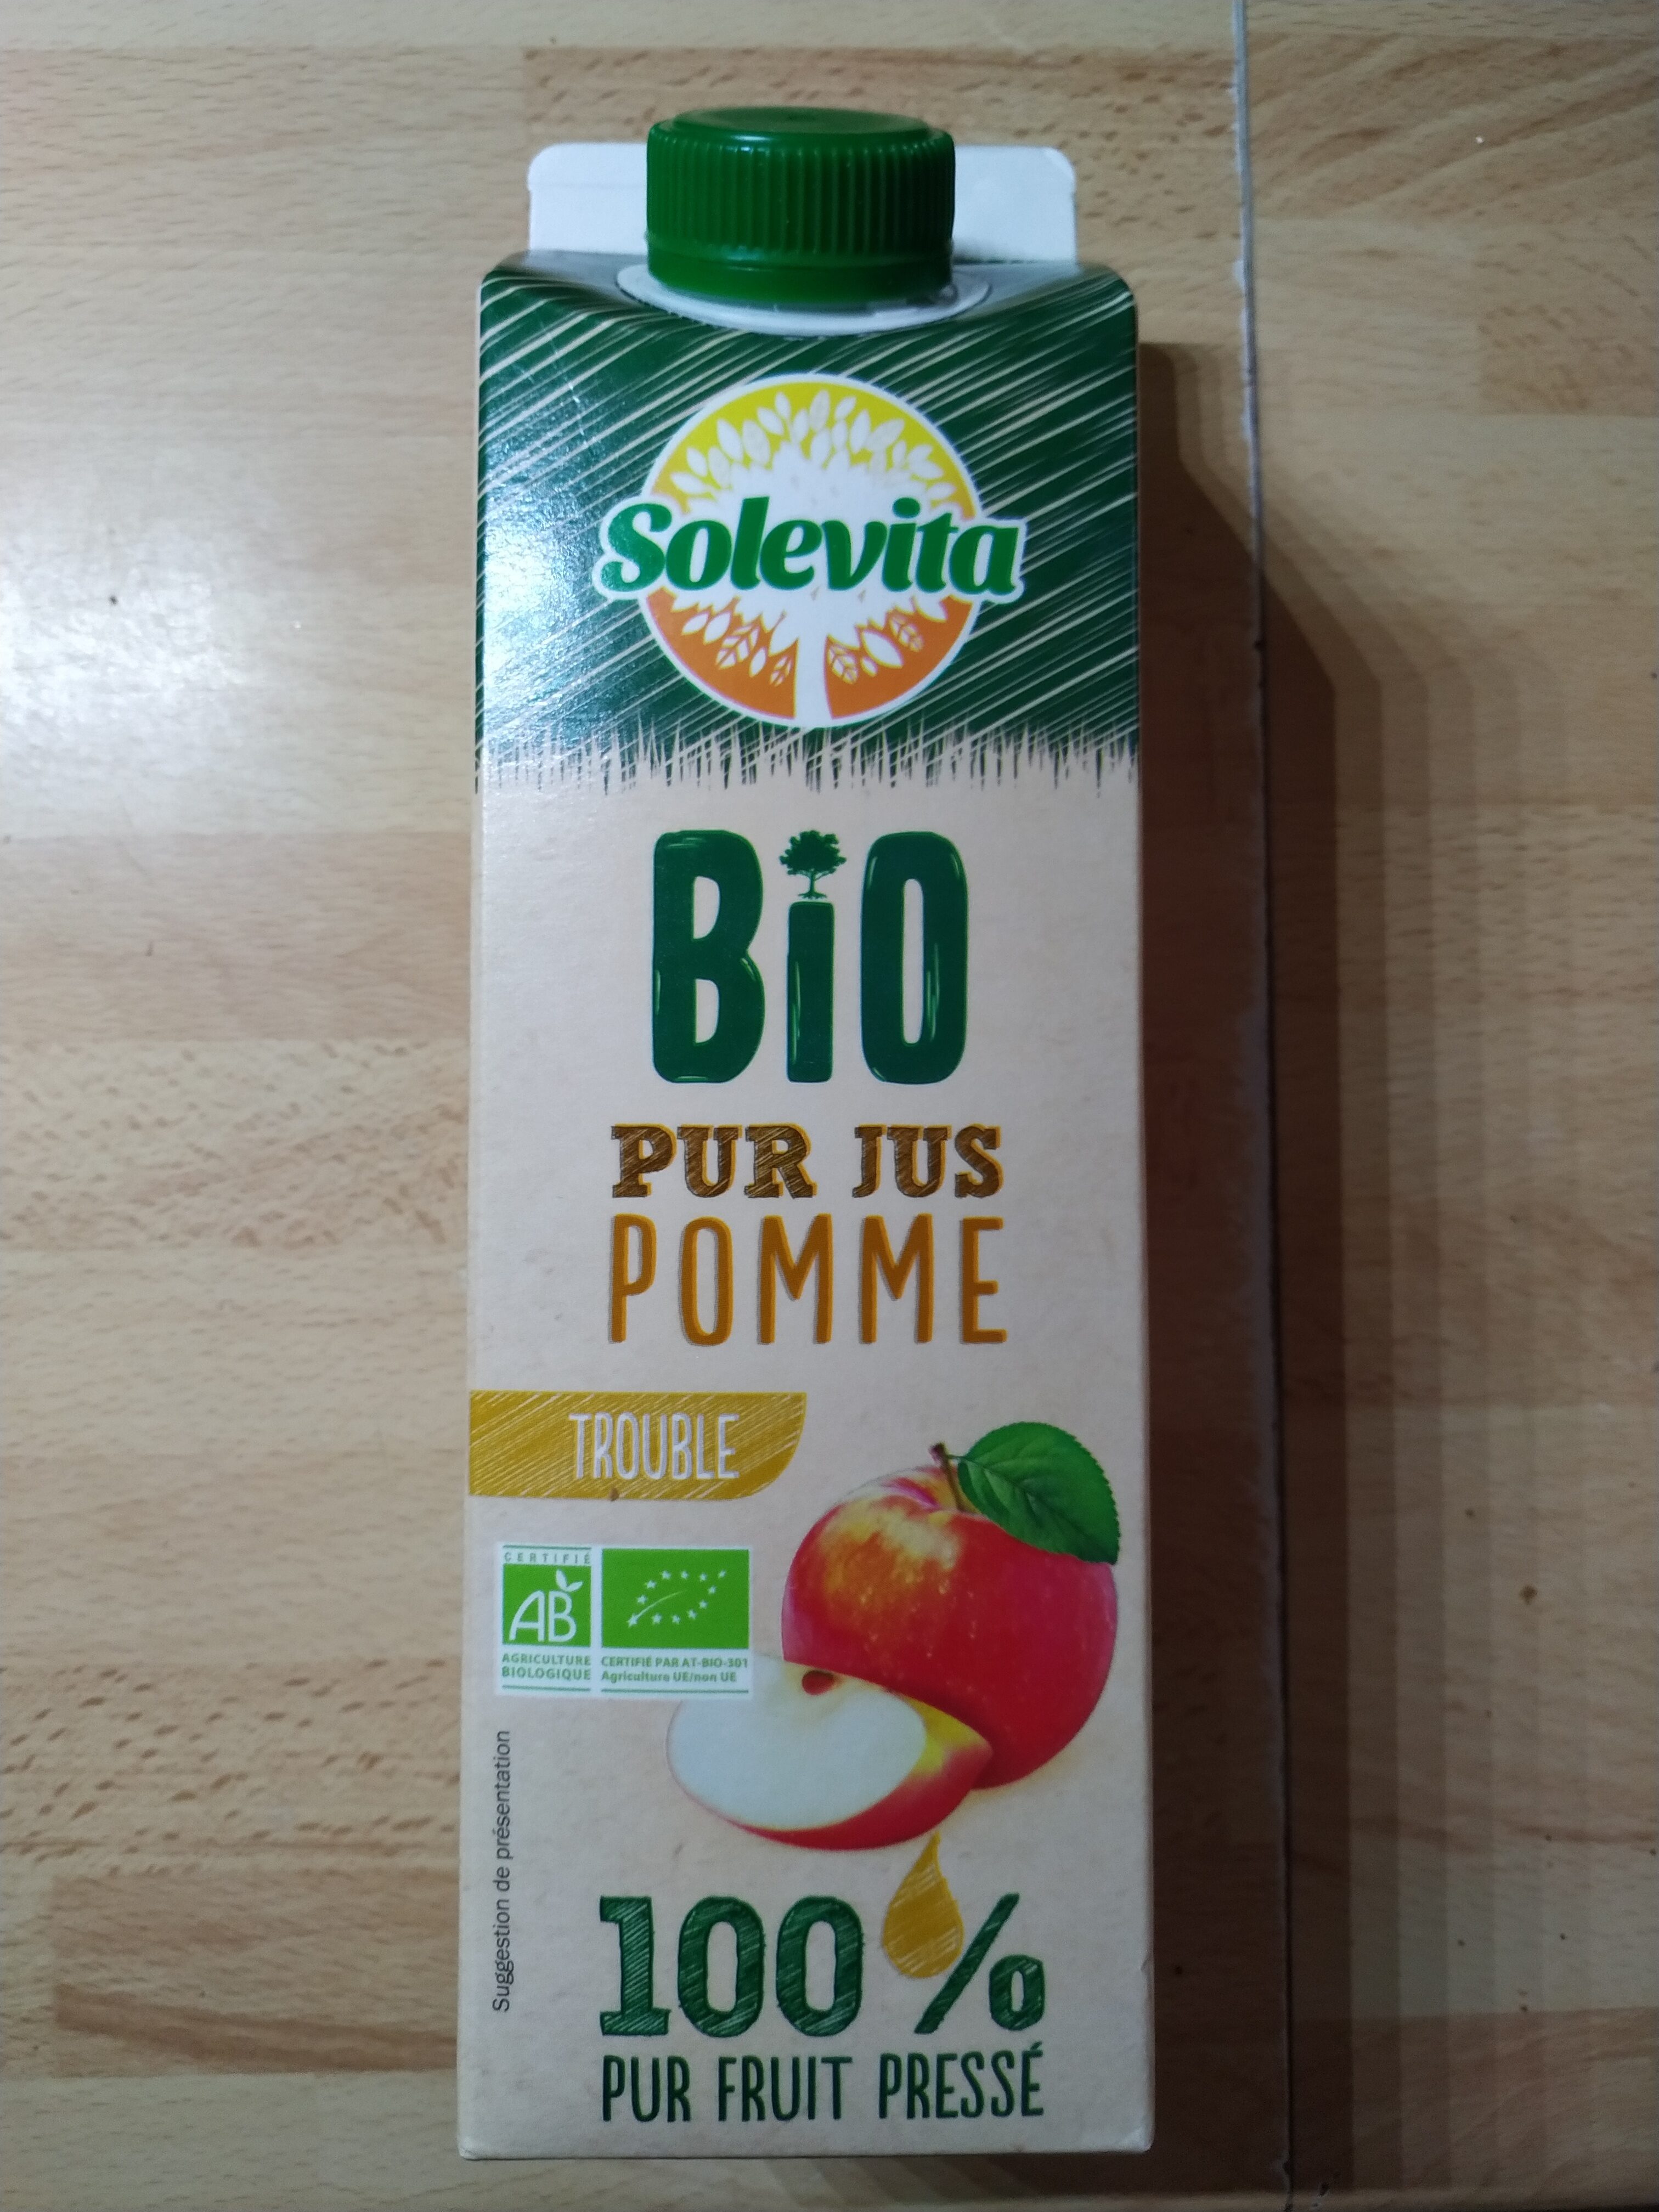 Solevita
BiO
PUR JUS
POMME
TROUBLE
CERTIFIÉ
AB
AGRICULTURE
BIOLOGIQUE
CERTIFIÉ PAR AT-BIO-301
Agriculture UE/non UE
Suggestion de présentation
100 %
PUR FRUIT PRESSÉ